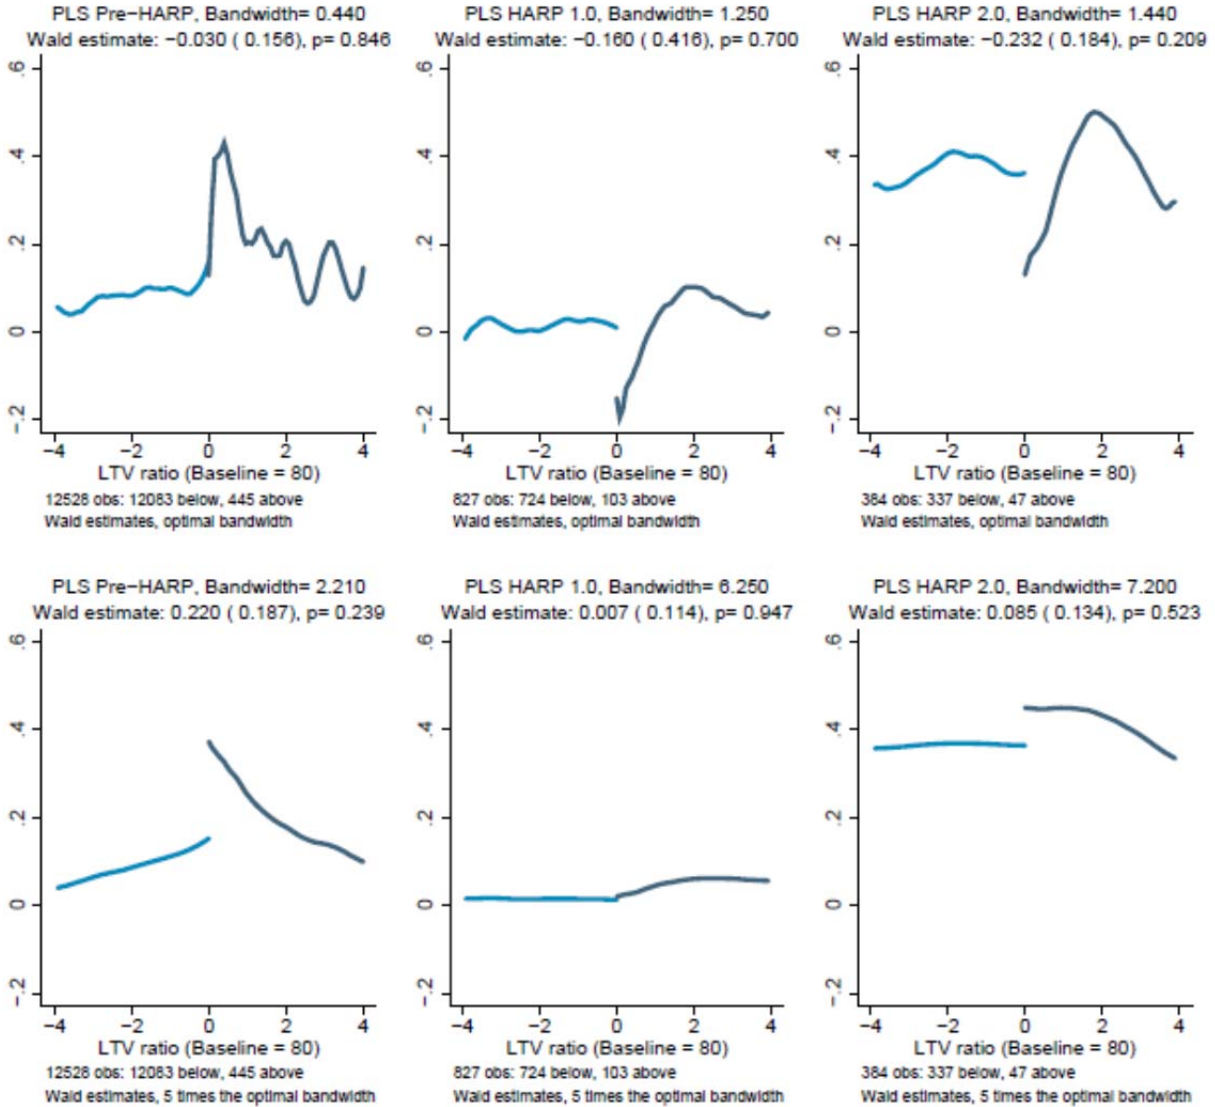 PLS Pre−HARP, Bandwidth= 0.440
Wald estimate: −0.030 ( 0.156), p= 0.846
.6
.4
.2
0
−.2
−4 −2 0 2 4
LTV ratio (Baseline = 80)
12528 obs: 12083 below, 445 above
Wald estimates, optimal bandwidth
PLS HARP 1.0, Bandwidth= 1.250
Wald estimate: −0.160 ( 0.416), p= 0.700
.6
.4
.2
0
−.2
−4 −2 0 2 4
LTV ratio (Baseline = 80)
827 obs: 724 below, 103 above
Wald estimates, optimal bandwidth
PLS HARP 2.0, Bandwidth= 1.440
Wald estimate: −0.232 ( 0.184), p= 0.209
.6
.4
.2
0
−.2
−4 −2 0 2 4
LTV ratio (Baseline = 80)
384 obs: 337 below, 47 above
Wald estimates, optimal bandwidth
PLS Pre−HARP, Bandwidth= 2.210
Wald estimate: 0.220 ( 0.187), p= 0.239
.6
.4
.2
0
−.2
−4 −2 0 2 4
LTV ratio (Baseline = 80)
12528 obs: 12083 below, 445 above
Wald estimates, 5 times the optimal bandwidth
PLS HARP 1.0, Bandwidth= 6.250
Wald estimate: 0.007 ( 0.114), p= 0.947
.6
.4
.2
0
−.2
−4 −2 0 2 4
LTV ratio (Baseline = 80)
827 obs: 724 below, 103 above
Wald estimates, 5 times the optimal bandwidth
PLS HARP 2.0, Bandwidth= 7.200
Wald estimate: 0.085 ( 0.134), p= 0.523
.6
.4
.2
0
−.2
−4 −2 0 2 4
LTV ratio (Baseline = 80)
384 obs: 337 below, 47 above
Wald estimates, 5 times the optimal bandwidth